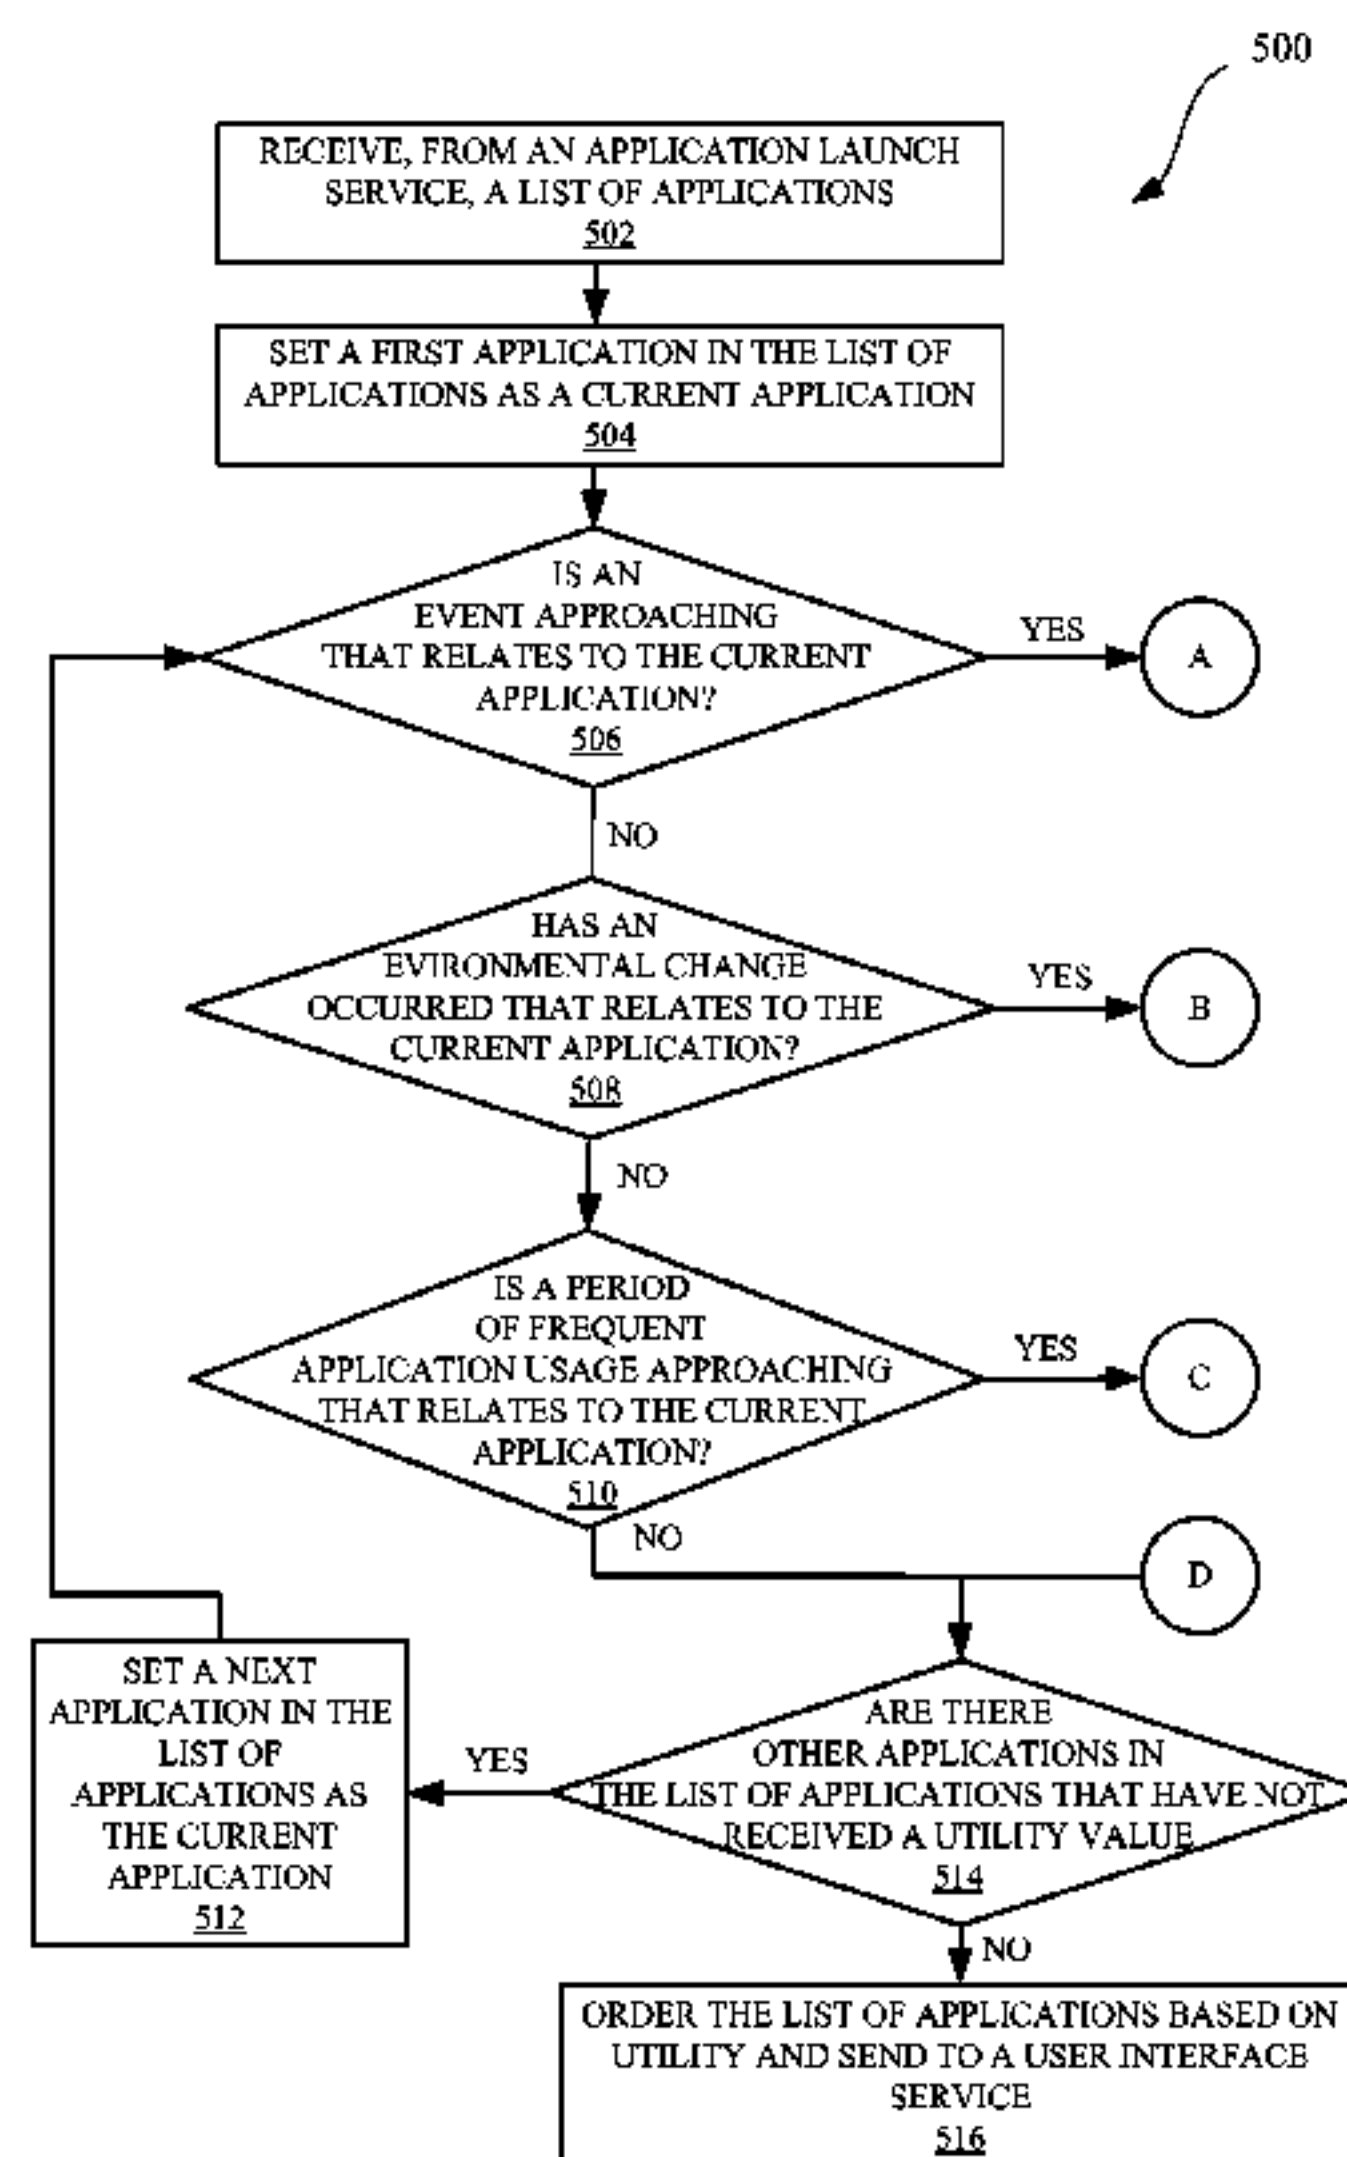 500
RECEIVE, FROM AN APPLICATION LAUNCH
SERVICE, A LIST OF APPLICATIONS
502
SET A FIRST APPLICATION IN THE LIST OF
APPLICATIONS AS A CURRENT APPLICATION
504
IS AN
EVENT APPROACHING
THAT RELATES TO THE CURRENT
APPLICATION?
506
YES
A
NO
HAS AN
EVIRONMENTAL CHANGE
OCCURRED THAT RELATES TO THE
CURRENT APPLICATION?
508
YES
B
NO
IS A PERIOD
OF FREQUENT
APPLICATION USAGE APPROACHING
THAT RELATES TO THE CURRENT
APPLICATION?
510
YES
C
NO
D
SET A NEXT
APPLICATION IN THE
LIST OF
APPLICATIONS AS
THE CURRENT
APPLICATION
512
YES
ARE THERE
OTHER APPLICATIONS IN
THE LIST OF APPLICATIONS THAT HAVE NOT
RECEIVED A UTILITY VALUE
514
NO
ORDER THE LIST OF APPLICATIONS BASED ON
UTILITY AND SEND TO A USER INTERFACE
SERVICE
516